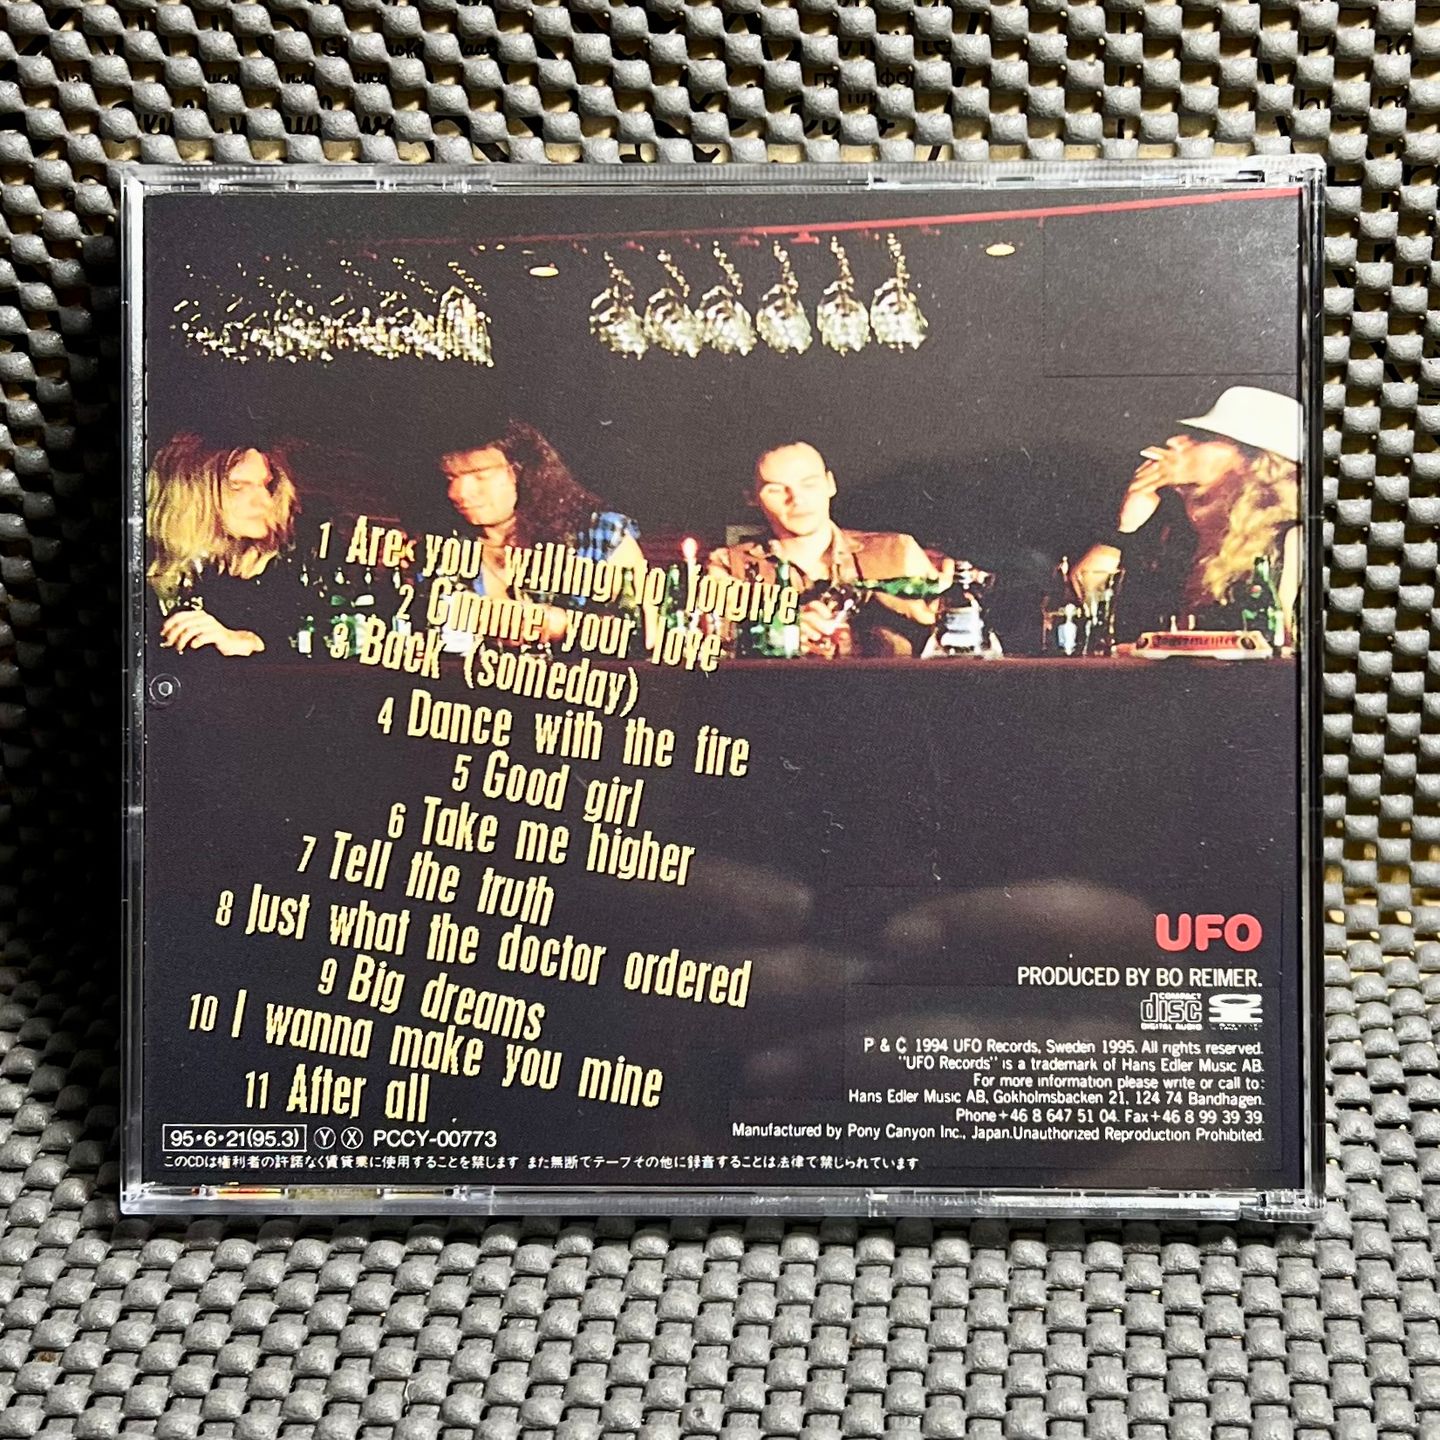 1 Are you willing to forgive
2 Gimme your love
3 Back (someday)
4 Dance with the fire
5 Good girl
6 Take me higher
7 Tell the truth
8 Just what the doctor ordered
9 Big dreams
10 I wanna make you mine
11 After all
UFO
PRODUCED BY BO REIMER.
COMPACT
disc
DIGITAL AUDIO
P & C 1994 UFO Records, Sweden 1995. All rights reserved.
"UFO Records" is a trademark of Hans Edler Music AB.
For more information please write or call to:
Hans Edler Music AB, Gokholmsbacken 21, 124 74 Bandhagen.
Phone+46 8 647 51 04. Fax+46 8 99 39 39.
Manufactured by Pony Canyon Inc., Japan.Unauthorized Reproduction Prohibited.
95・6・21(95.3) Ⓨ Ⓧ PCCY-00773
このCDは権利者の許諾なく賃貸業に使用することを禁じます また無断でテープその他に録音することは法律で禁じられています